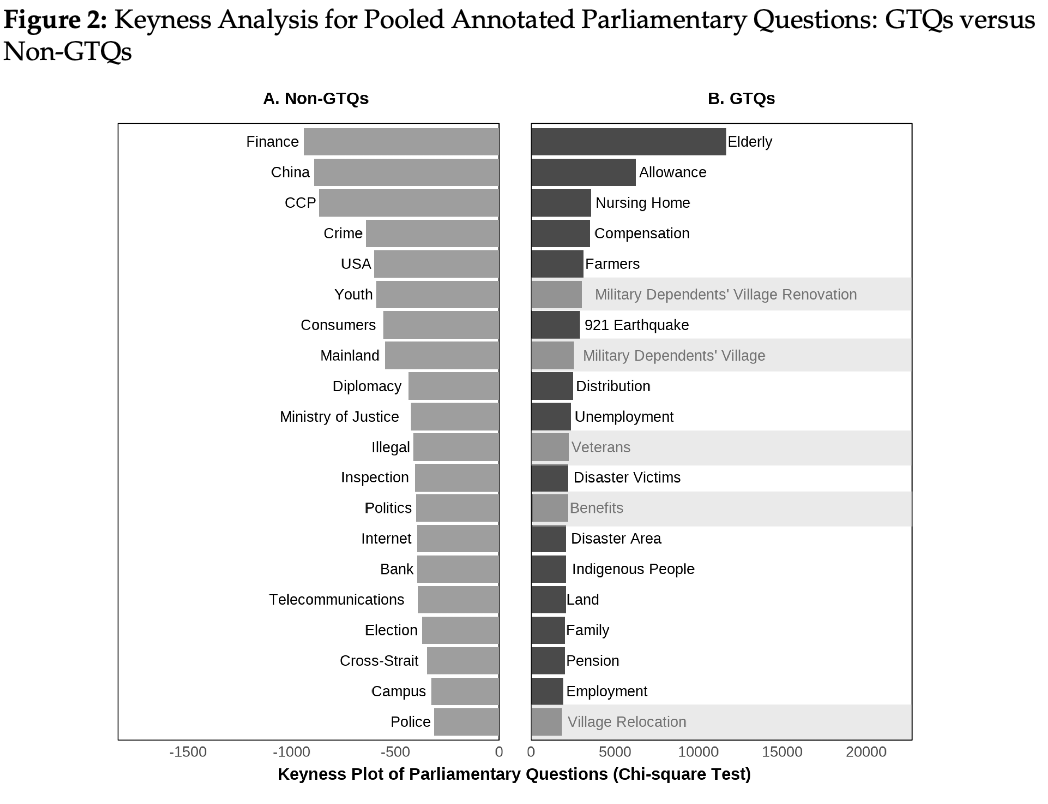 Figure 2: Keyness Analysis for Pooled Annotated Parliamentary Questions: GTQs versus
Non-GTQs
A. Non-GTQs
Finance
China
CCP
Crime
USA
Youth
Consumers
Mainland
Diplomacy
Ministry of Justice
Illegal
Inspection
Politics
Internet
Bank
Telecommunications
Election
Cross-Strait
Campus
Police
-1500 -1000 -500 0
B. GTQs
Elderly
Allowance
Nursing Home
Compensation
Farmers
Military Dependents' Village Renovation
921 Earthquake
Military Dependents' Village
Distribution
Unemployment
Veterans
Disaster Victims
Benefits
Disaster Area
Indigenous People
Land
Family
Pension
Employment
Village Relocation
0 5000 10000 15000 20000
Keyness Plot of Parliamentary Questions (Chi-square Test)